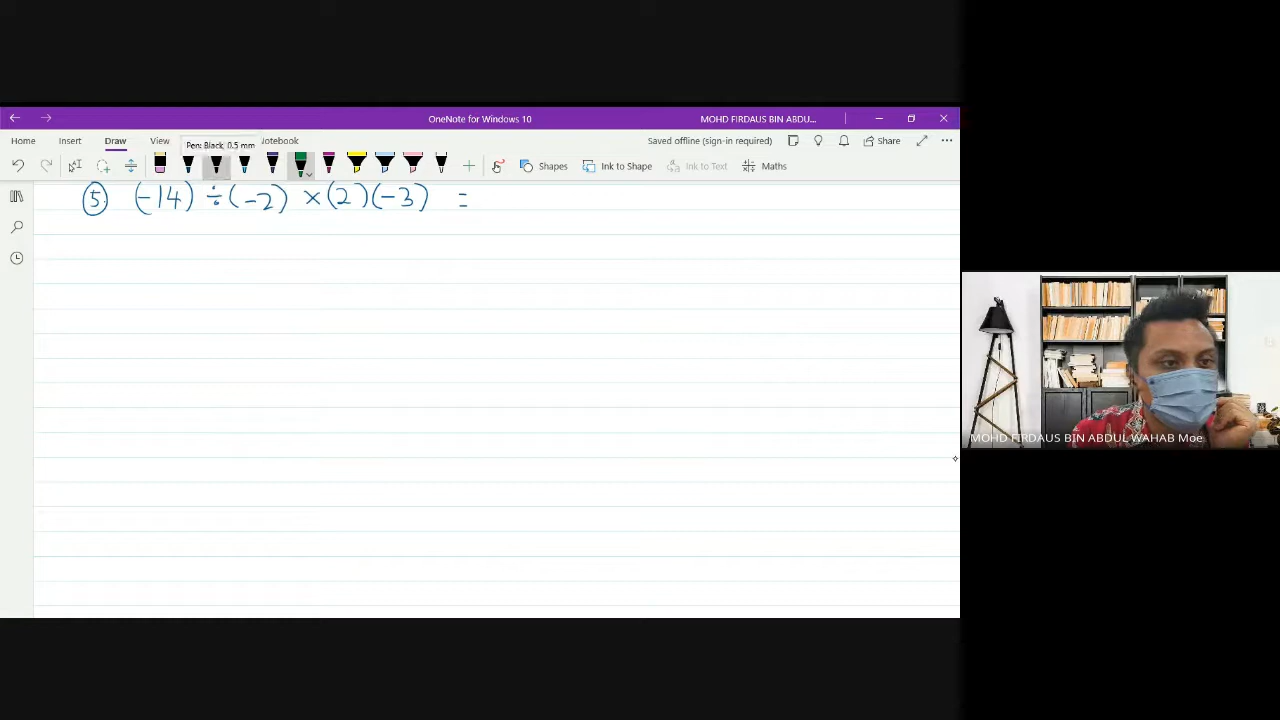 OneNote for Windows 10
MOHD FIRDAUS BIN ABDU...
Home Insert Draw View Notebook
Saved offline (sign-in required)
Share
Pen: Black, 0.5 mm
Shapes Ink to Shape Ink to Text Maths
⑤ (-14) ÷ (-2) × (2)(-3) =
MOHD FIRDAUS BIN ABDUL WAHAB Moe